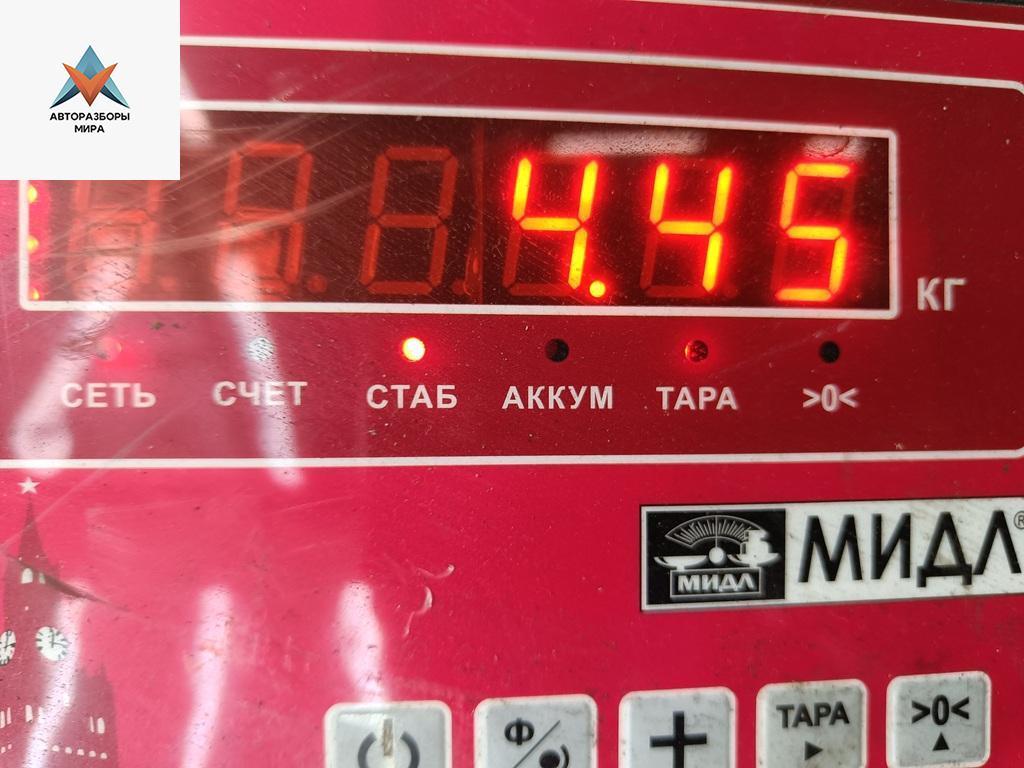 АВТОРАЗБОРЫ
МИРА
4.45
КГ
СЕТЬ СЧЕТ СТАБ АККУМ ТАРА >0<
МИДЛ МИДЛ®
Ф ТАРА >0<